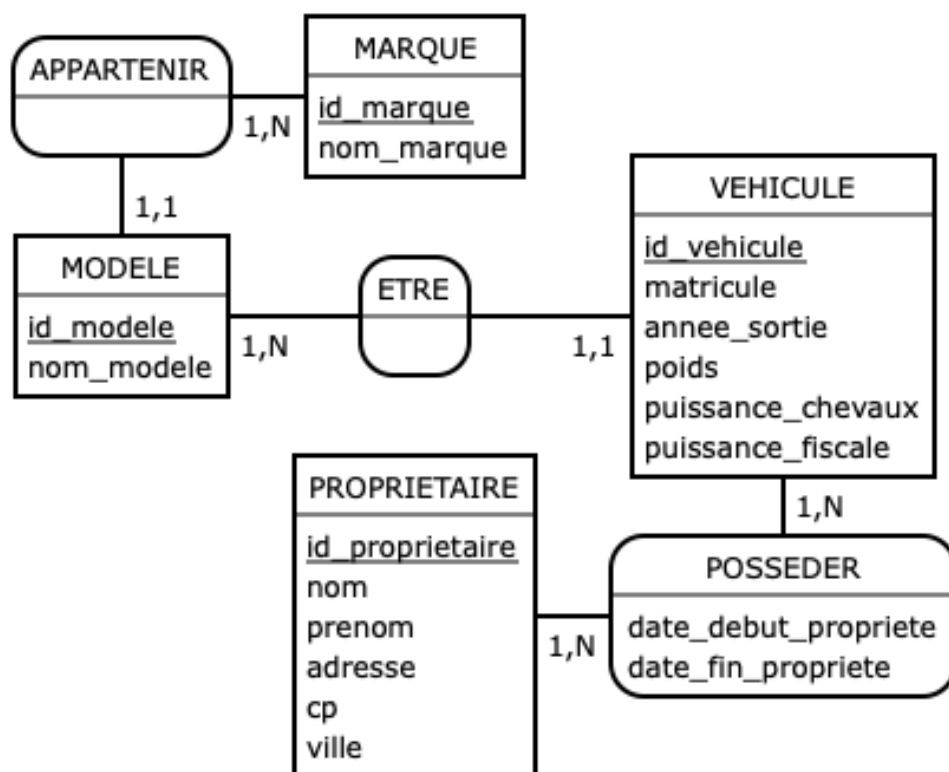 APPARTENIR
1,N
1,1
MARQUE
id_marque
nom_marque
MODELE
id_modele
nom_modele
1,N
ETRE
1,1
VEHICULE
id_vehicule
matricule
annee_sortie
poids
puissance_chevaux
puissance_fiscale
1,N
PROPRIETAIRE
id_proprietaire
nom
prenom
adresse
cp
ville
1,N
POSSEDER
date_debut_propriete
date_fin_propriete